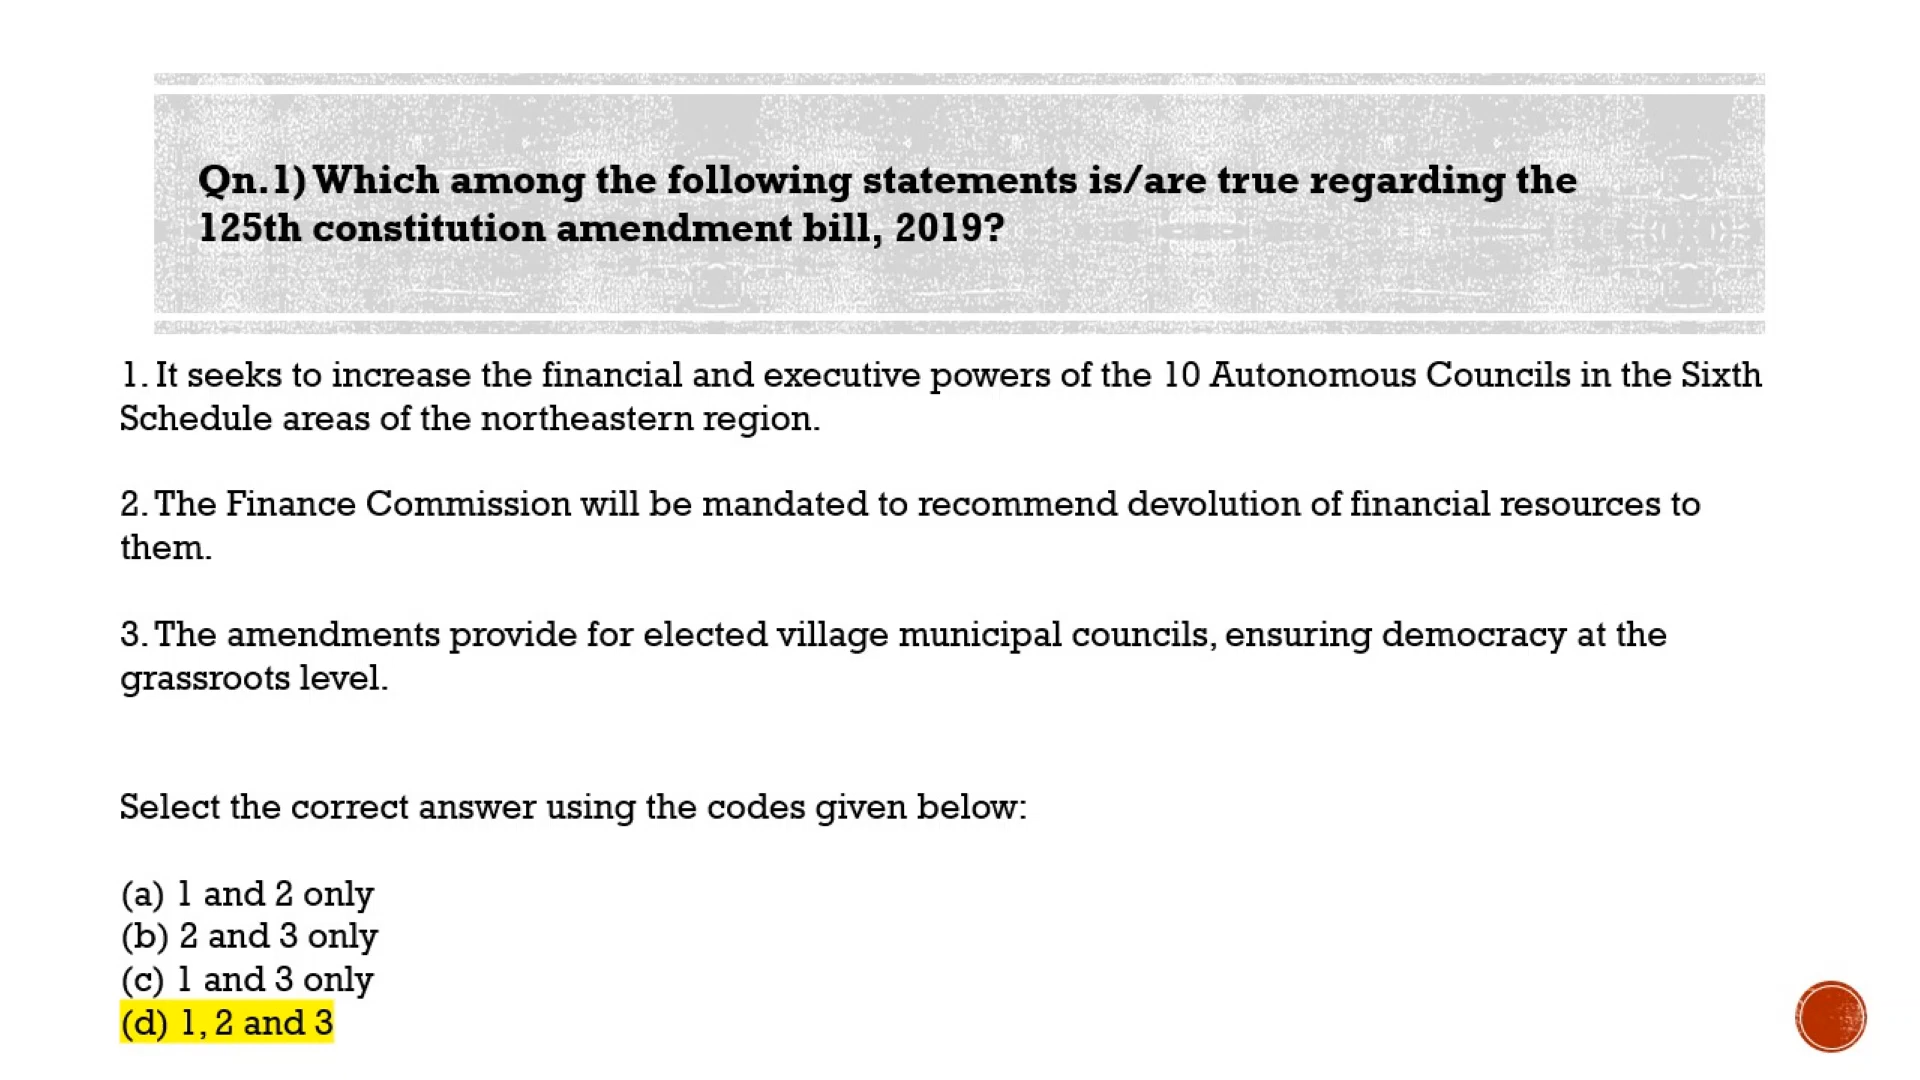 Qn.1) Which among the following statements is/are true regarding the
125th constitution amendment bill, 2019?
1. It seeks to increase the financial and executive powers of the 10 Autonomous Councils in the Sixth
Schedule areas of the northeastern region.
2. The Finance Commission will be mandated to recommend devolution of financial resources to
them.
3. The amendments provide for elected village municipal councils, ensuring democracy at the
grassroots level.
Select the correct answer using the codes given below:
(a) 1 and 2 only
(b) 2 and 3 only
(c) 1 and 3 only
(d) 1, 2 and 3